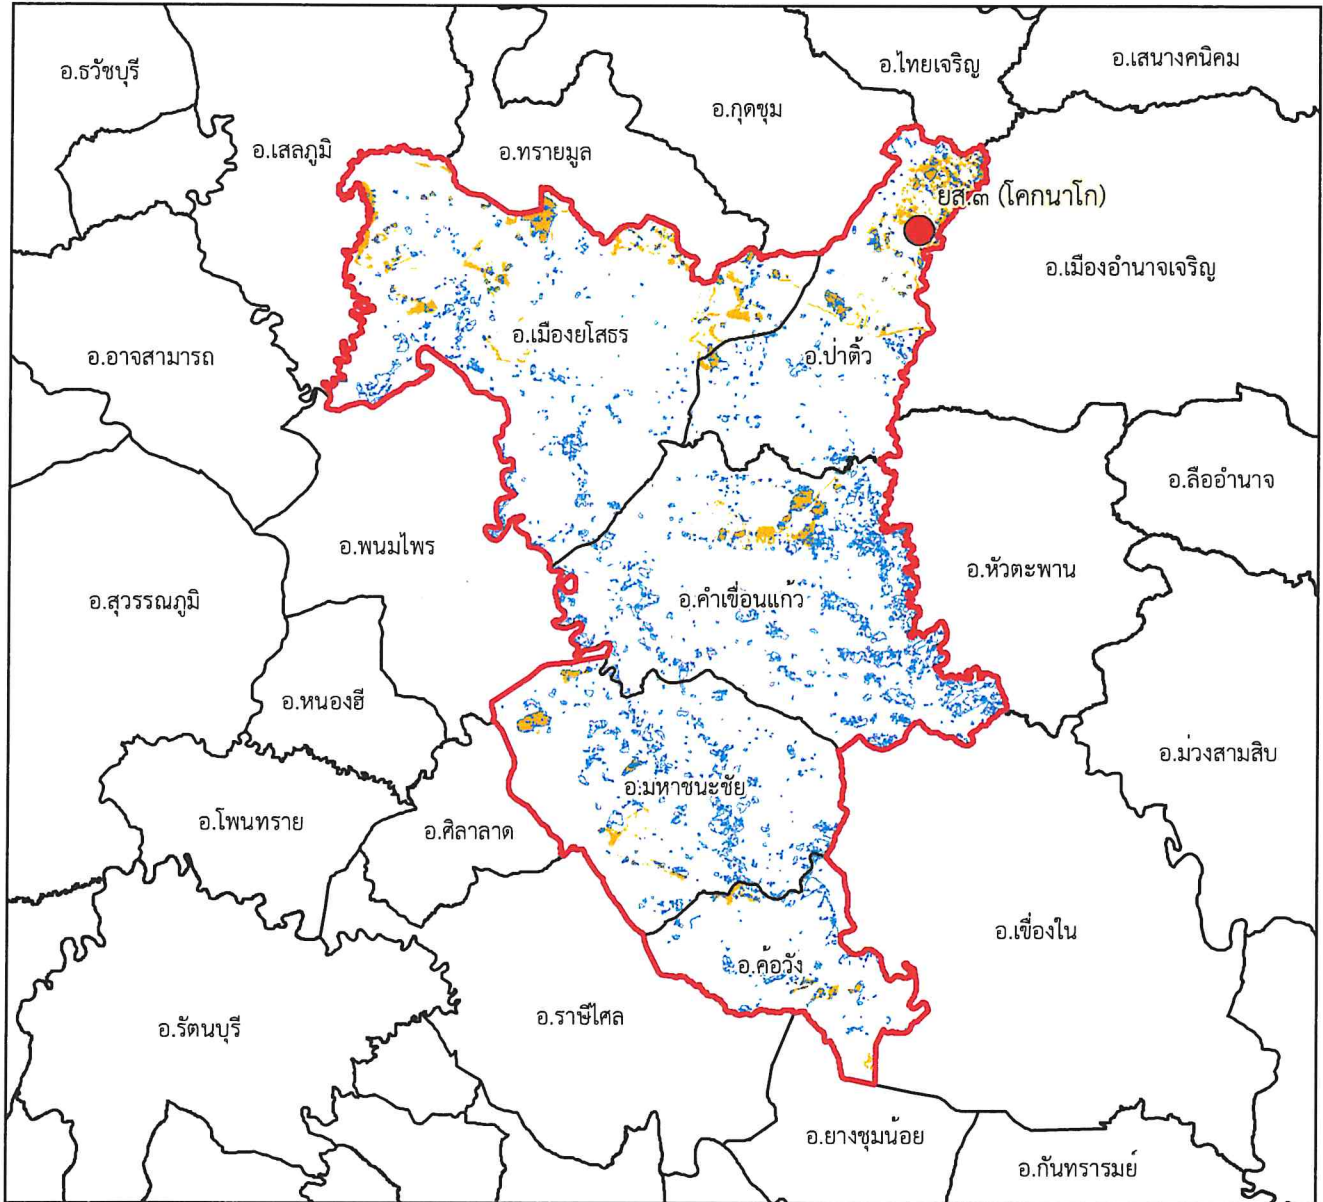 อ.ธวัชบุรี
อ.ไทยเจริญ
อ.เสนางคนิคม
อ.กุดชุม
อ.เสลภูมิ
อ.ทรายมูล
ยส.๓ (โคกนาโก)
อ.เมืองอำนาจเจริญ
อ.เมืองยโสธร
อ.อาจสามารถ
อ.ป่าติ้ว
อ.ลืออำนาจ
อ.พนมไพร
อ.หัวตะพาน
อ.สุวรรณภูมิ
อ.คำเขื่อนแก้ว
อ.หนองฮี
อ.ม่วงสามสิบ
อ.มหาชนะชัย
อ.โพนทราย
อ.ศิลาลาด
อ.เขื่องใน
อ.ค้อวัง
อ.ราษีไศล
อ.รัตนบุรี
อ.ยางชุมน้อย
อ.กันทรารมย์